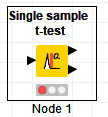 Single sample
t-test
α
Node 1